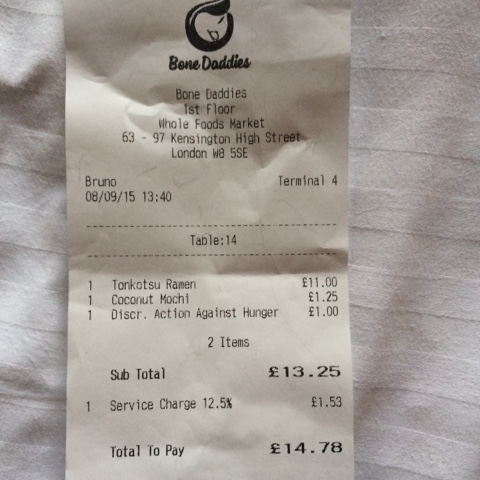 Bone Daddies
Bone Daddies
1st Floor
Whole Foods Market
63 - 97 Kensington High Street
London W8 5SE
Bruno Terminal 4
08/09/15 13:40
Table:14
1 Tonkotsu Ramen £11.00
1 Coconut Mochi £1.25
1 Discr. Action Against Hunger £1.00
2 Items
Sub Total £13.25
1 Service Charge 12.5% £1.53
Total To Pay £14.78